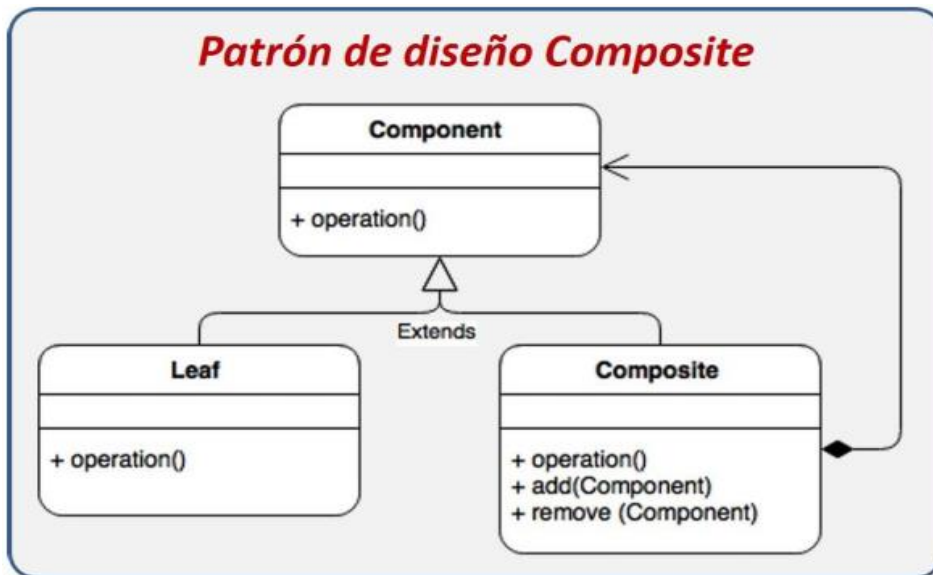 Patrón de diseño Composite
Component
+ operation()
Extends
Leaf
+ operation()
Composite
+ operation()
+ add(Component)
+ remove (Component)